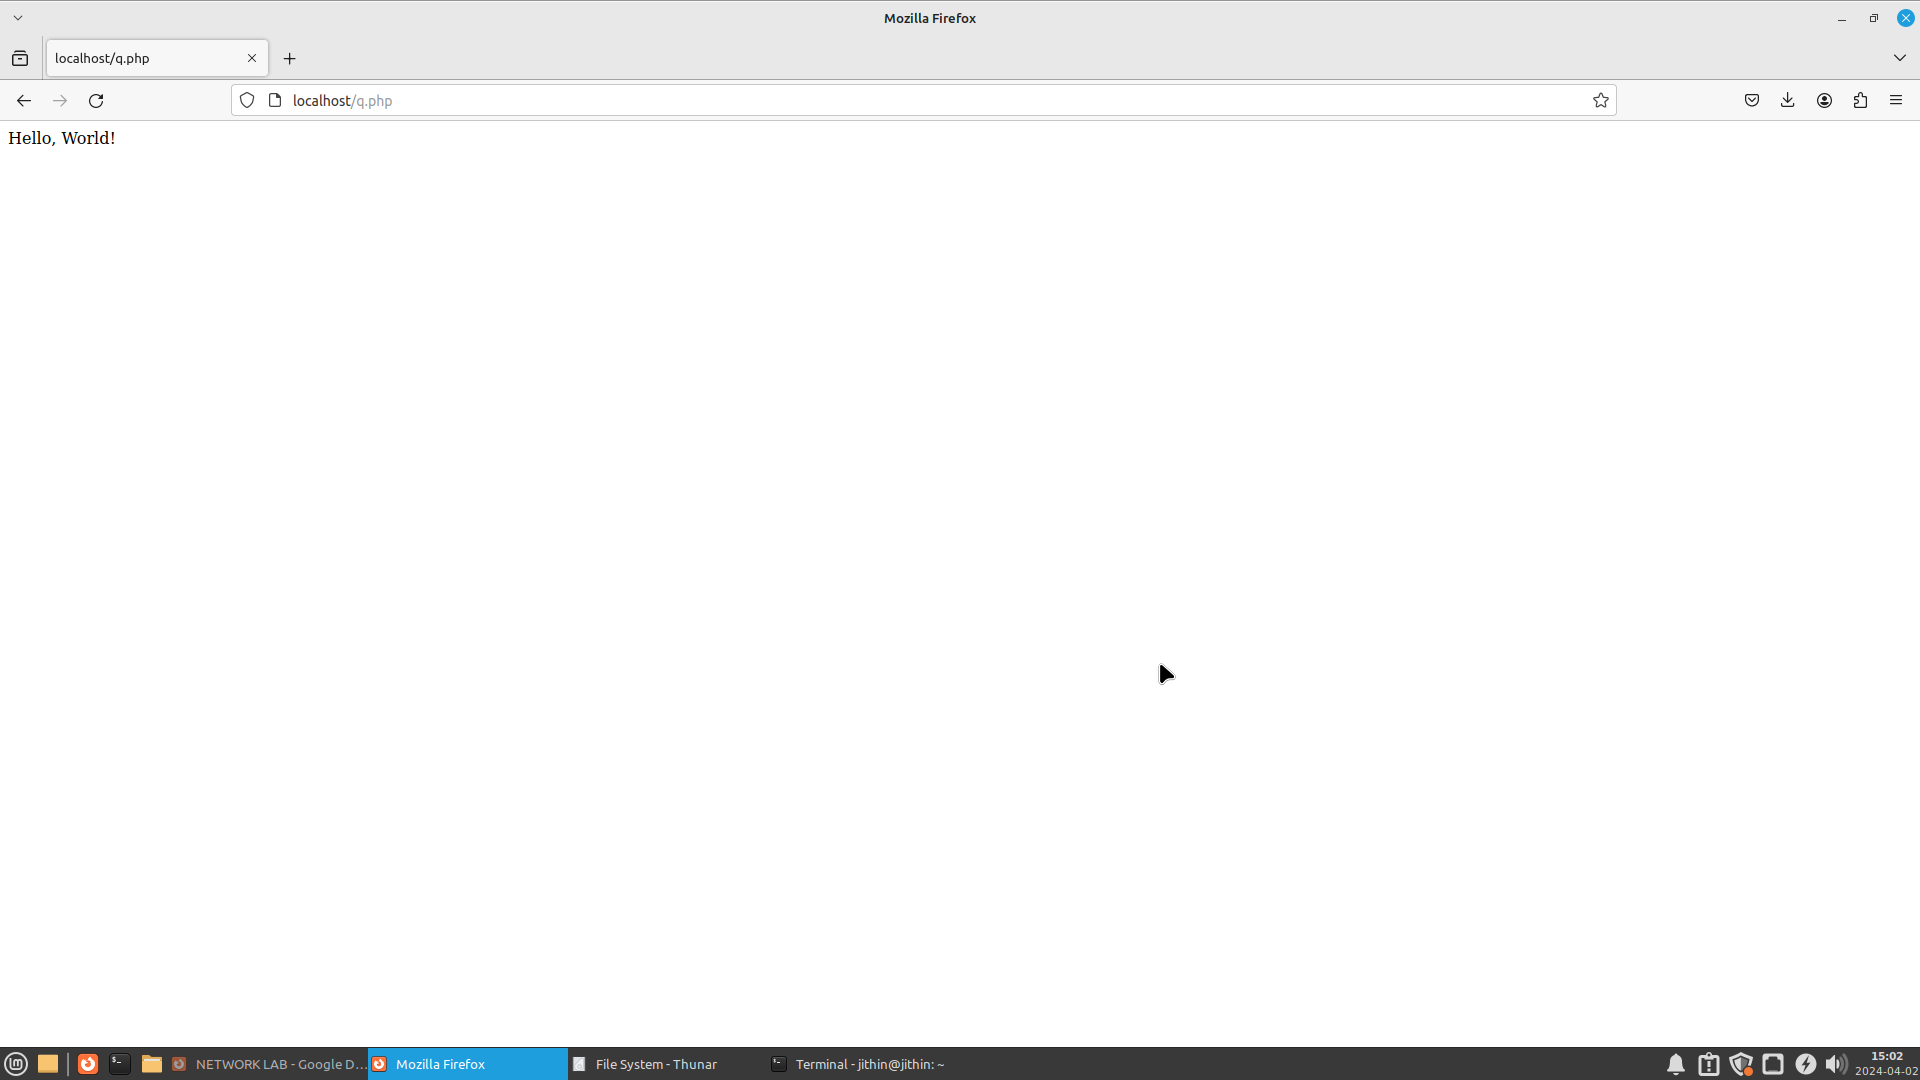 Mozilla Firefox
localhost/q.php
localhost/q.php
Hello, World!
NETWORK LAB - Google D...
Mozilla Firefox
File System - Thunar
Terminal - jithin@jithin: ~
15:02
2024-04-02